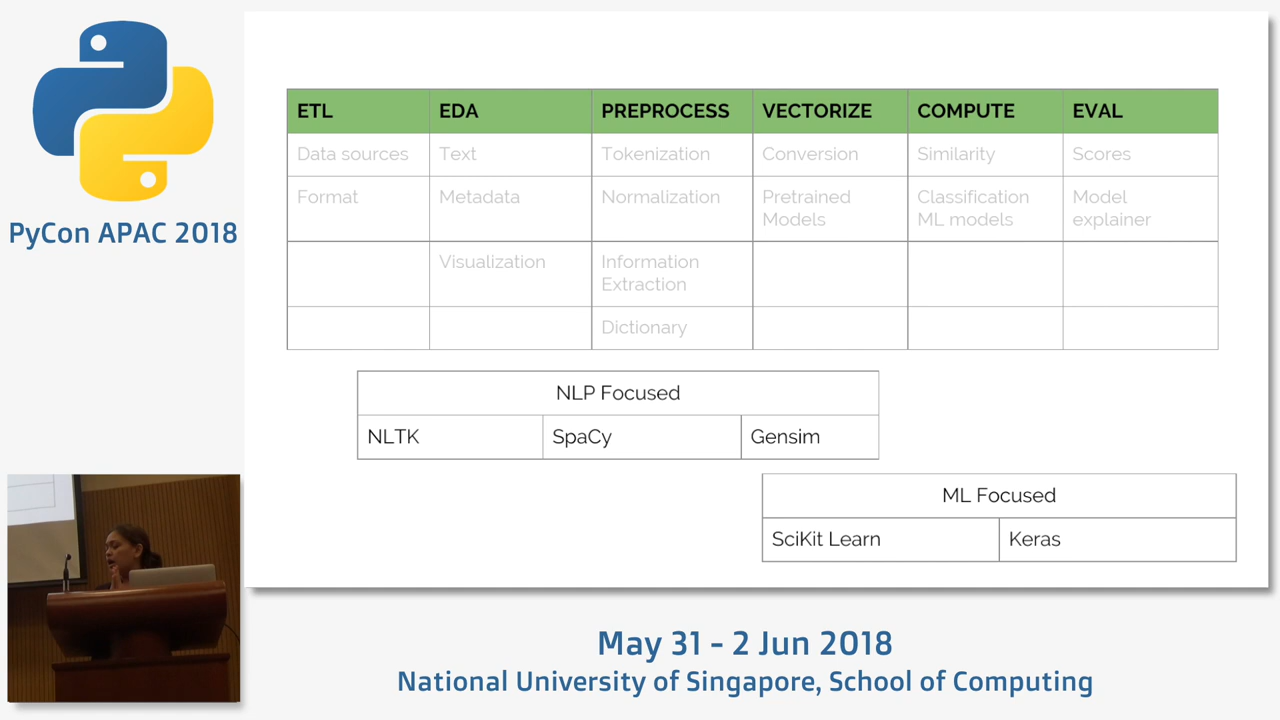 PyCon APAC 2018
ETL EDA PREPROCESS VECTORIZE COMPUTE EVAL
Data sources Text Tokenization Conversion Similarity Scores
Format Metadata Normalization Pretrained Classification Model
Models ML models explainer
Visualization Information
Extraction
Dictionary
NLP Focused
NLTK SpaCy Gensim
ML Focused
SciKit Learn Keras
May 31 - 2 Jun 2018
National University of Singapore, School of Computing